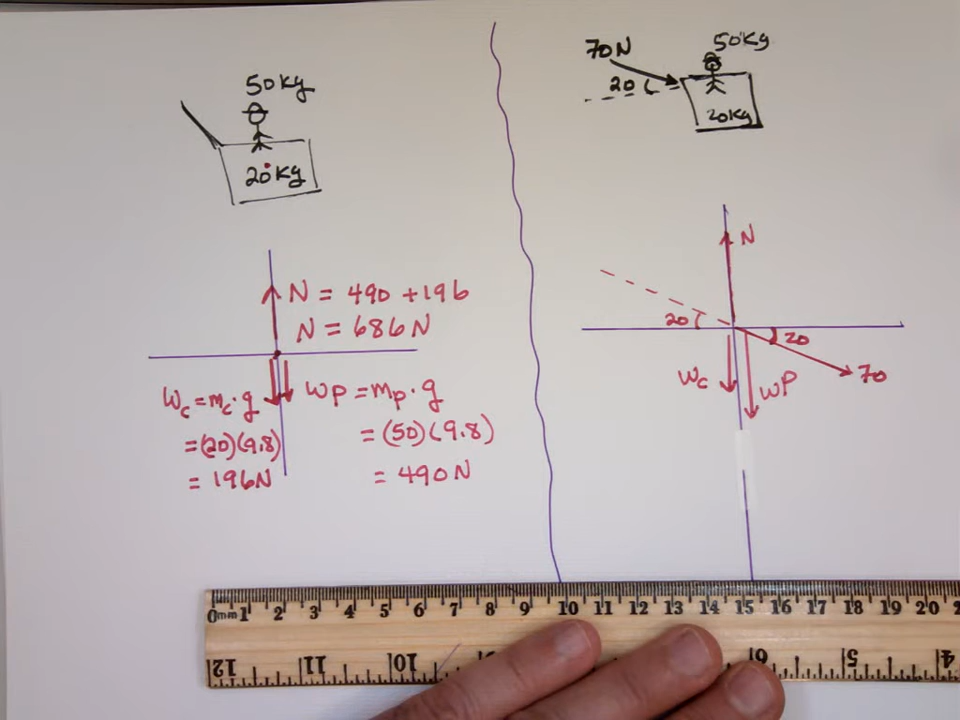 50Kg
20Kg
N = 490 + 196
N = 686N
Wc = mc·g
= (20)(9.8)
= 196N
WP = mp·g
= (50)(9.8)
= 490N
70N
50Kg
20
20Kg
N
20
20
70
Wc
WP
0mm 1 2 3 4 5 6 7 8 9 10 11 12 13 14 15 16 17 18 19 20
12 11 10 6 5 4